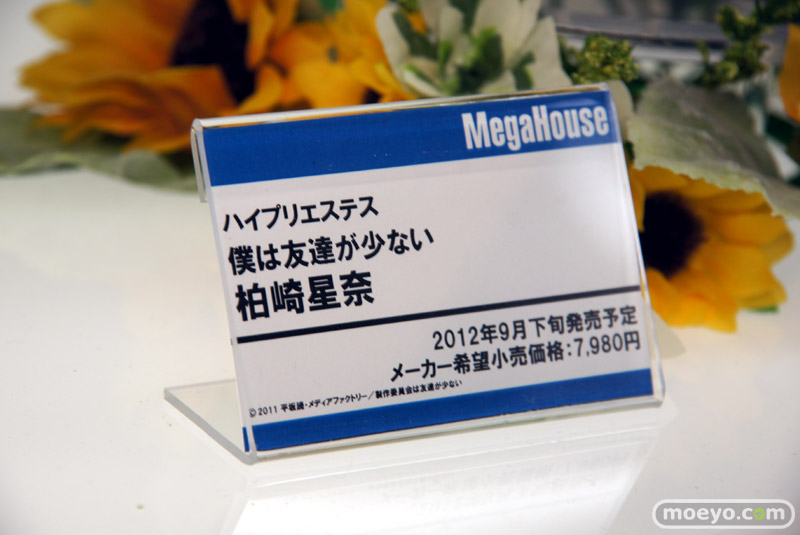 MegaHouse
ハイプリエステス
僕は友達が少ない
柏崎星奈
2012年9月下旬発売予定
メーカー希望小売価格:7,980円
©2011 平坂読・メディアファクトリー/製作委員会は友達が少ない
moeyo.com